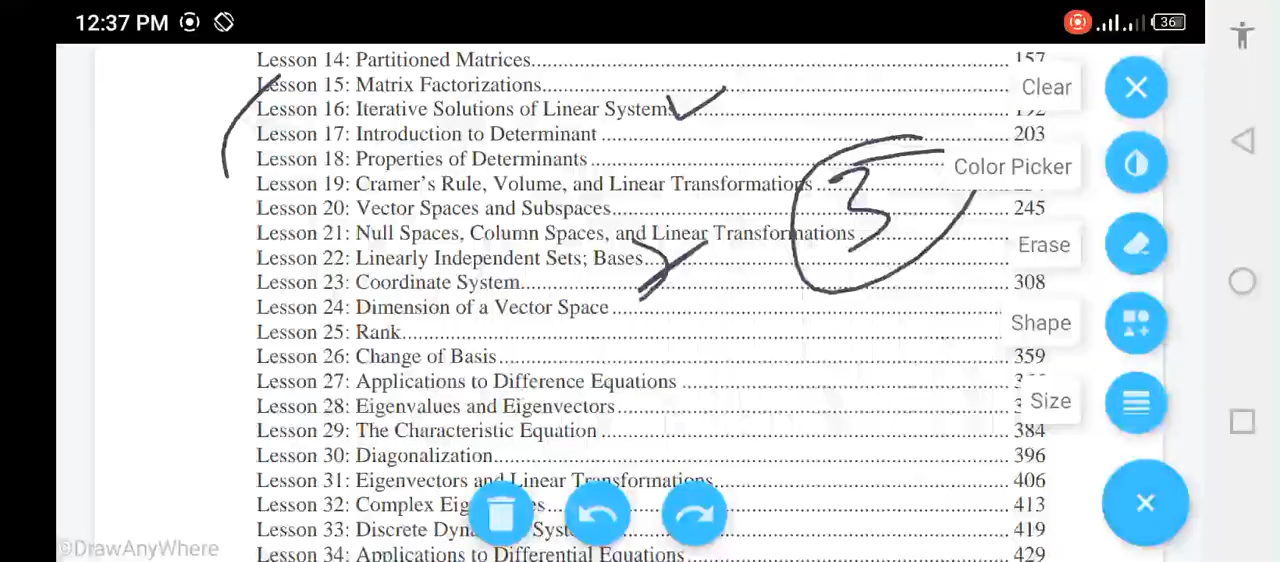 12:37 PM 36
Lesson 14: Partitioned Matrices 157
Clear
Lesson 15: Matrix Factorizations
Lesson 16: Iterative Solutions of Linear Systems 192
Lesson 17: Introduction to Determinant 203
Lesson 18: Properties of Determinants
Color Picker
Lesson 19: Cramer's Rule, Volume, and Linear Transformations
3
Lesson 20: Vector Spaces and Subspaces 245
Lesson 21: Null Spaces, Column Spaces, and Linear Transformations
Erase
Lesson 22: Linearly Independent Sets; Bases
Lesson 23: Coordinate System 308
Lesson 24: Dimension of a Vector Space
Shape
Lesson 25: Rank
Lesson 26: Change of Basis 359
Lesson 27: Applications to Difference Equations
Size
Lesson 28: Eigenvalues and Eigenvectors
Lesson 29: The Characteristic Equation 384
Lesson 30: Diagonalization 396
Lesson 31: Eigenvectors and Linear Transformations 406
Lesson 32: Complex 413
Lesson 33: Discrete 419
Lesson 34: Applications to Differential Equations 429
©DrawAnyWhere